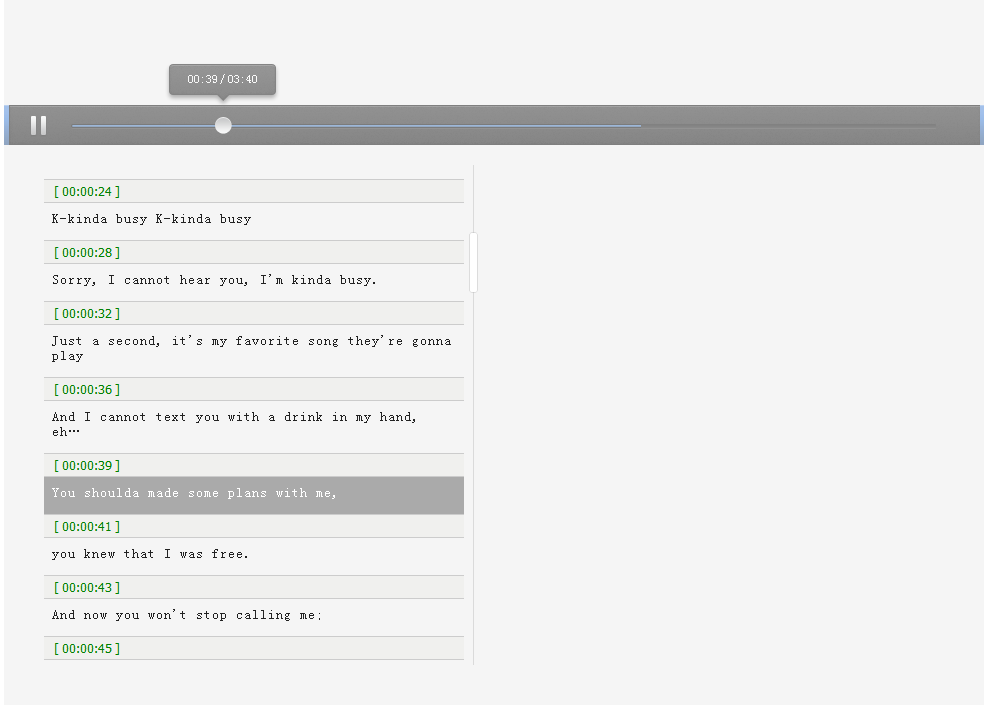 00:39/03:40
[ 00:00:24 ]
K-kinda busy K-kinda busy
[ 00:00:28 ]
Sorry, I cannot hear you, I'm kinda busy.
[ 00:00:32 ]
Just a second, it's my favorite song they're gonna
play
[ 00:00:36 ]
And I cannot text you with a drink in my hand,
eh…
[ 00:00:39 ]
You shoulda made some plans with me,
[ 00:00:41 ]
you knew that I was free.
[ 00:00:43 ]
And now you won't stop calling me;
[ 00:00:45 ]